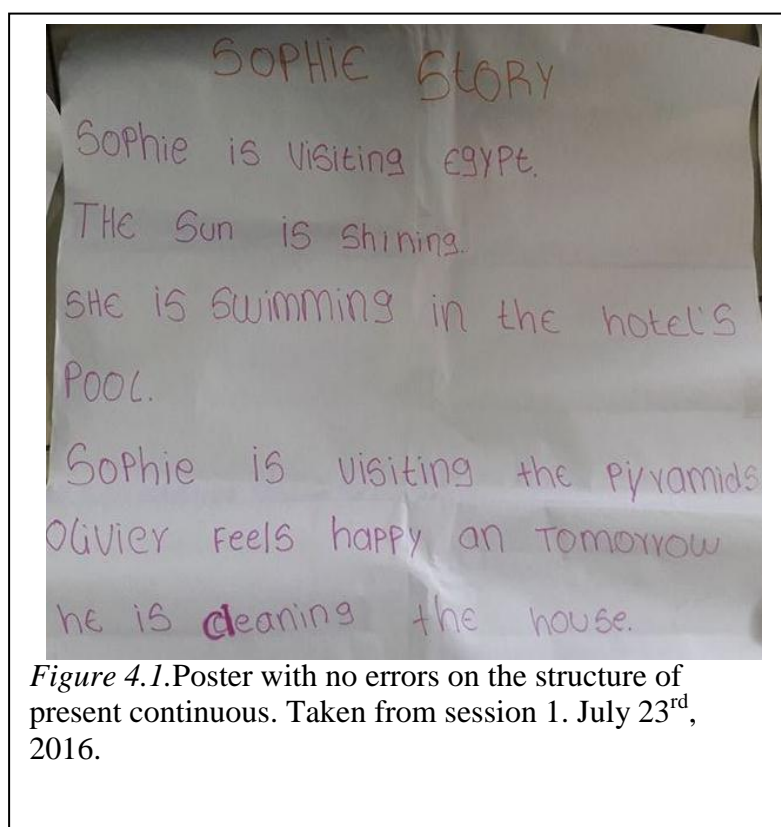 SOPHIE StORY
SoPhie is Visiting EgyPt.
THE Sun is Shining.
SHE is Swimming in the hotel's
Pool.
SoPhie is visiting the Piyramids
Olivier Feels happy an Tomorrow
he is cleaning the house.
Figure 4.1.Poster with no errors on the structure of
present continuous. Taken from session 1. July 23rd,
2016.